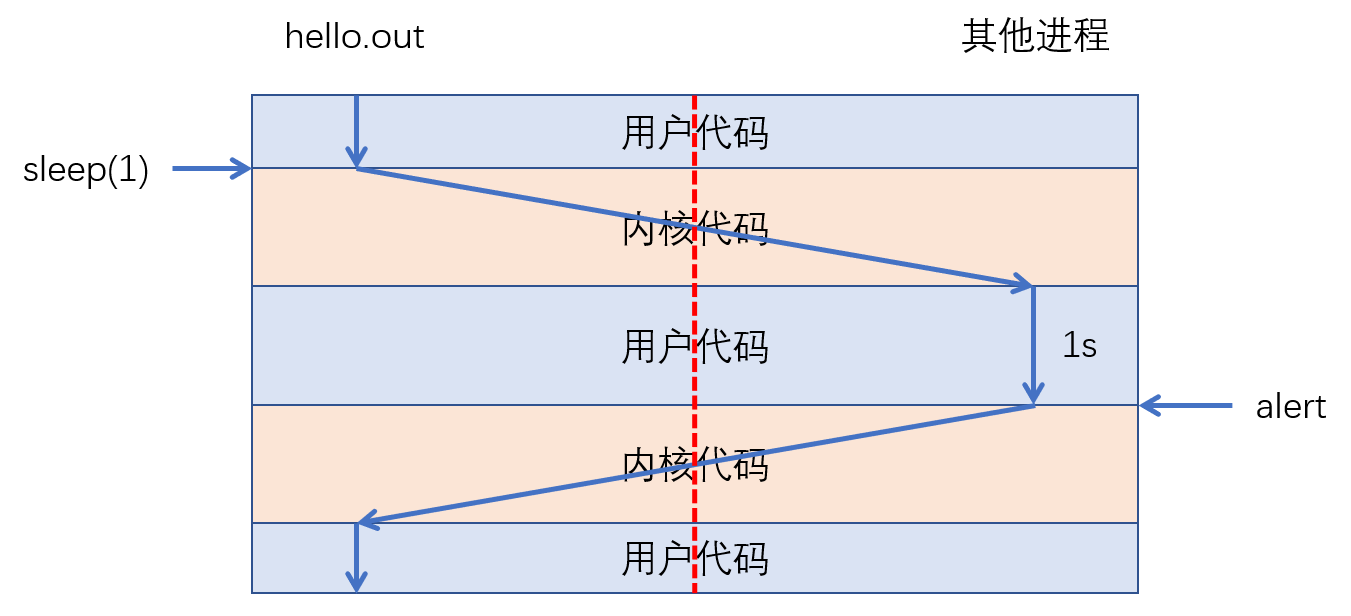 hello.out
其他进程
用户代码
sleep(1)
内核代码
用户代码
1s
alert
内核代码
用户代码